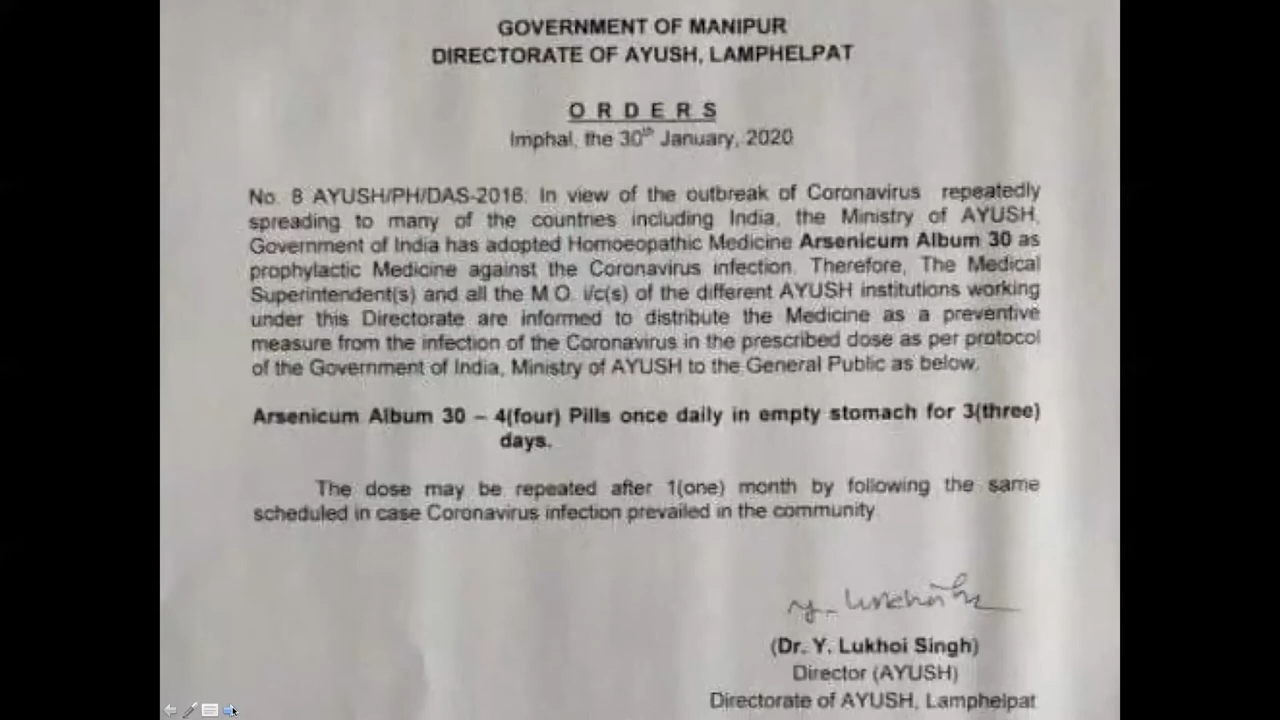 GOVERNMENT OF MANIPUR
DIRECTORATE OF AYUSH, LAMPHELPAT
ORDERS
Imphal, the 30th January, 2020
No. 8 AYUSH/PH/DAS-2016: In view of the outbreak of Coronavirus repeatedly
spreading to many of the countries including India, the Ministry of AYUSH,
Government of India has adopted Homoeopathic Medicine Arsenicum Album 30 as
prophylactic Medicine against the Coronavirus infection. Therefore, The Medical
Superintendent(s) and all the M.O. i/c(s) of the different AYUSH institutions working
under this Directorate are informed to distribute the Medicine as a preventive
measure from the infection of the Coronavirus in the prescribed dose as per protocol
of the Government of India, Ministry of AYUSH to the General Public as below.
Arsenicum Album 30 – 4(four) Pills once daily in empty stomach for 3(three)
days.
The dose may be repeated after 1(one) month by following the same
scheduled in case Coronavirus infection prevailed in the community
(Dr. Y. Lukhoi Singh)
Director (AYUSH)
Directorate of AYUSH, Lamphelpat